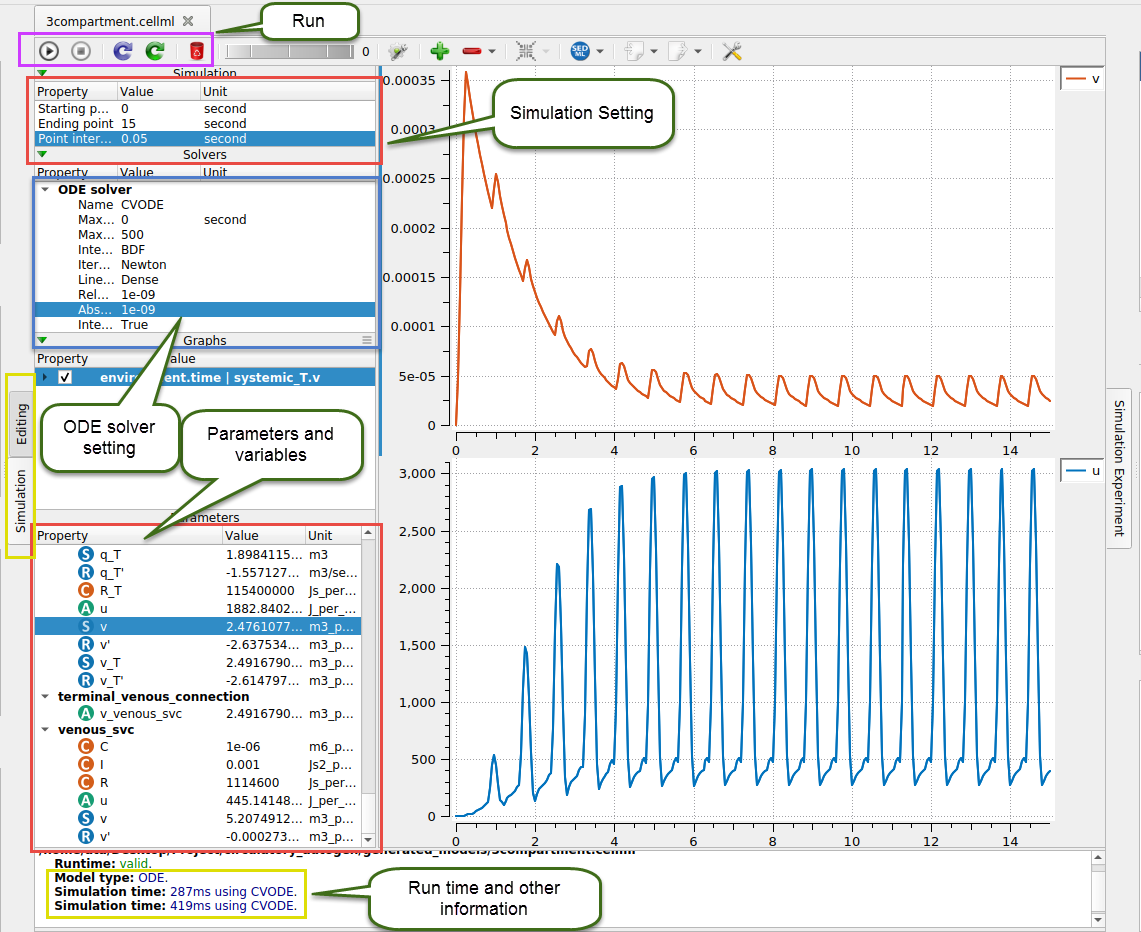 3compartment.cellml
Run
0
SED
ML
Simulation
Property Value Unit
Starting p... 0 second
Ending point 15 second
Point inter... 0.05 second
Solvers
Property Value Unit
ODE solver
Name CVODE
Max... 0 second
Max... 500
Inte... BDF
Iter... Newton
Line... Dense
Rel... 1e-09
Abs... 1e-09
Inte... True
Graphs
Property
environment.time | systemic_T.v
Simulation Setting
ODE solver
setting
Parameters and
variables
Editing
Simulation
Property Value Unit
S q_T 1.8984115... m3
R q_T' -1.557127... m3/se...
C R_T 115400000 Js_per...
A u 1882.8402... J_per_...
S v 2.4761077... m3_p...
R v' -2.637534... m3_p...
S v_T 2.4916790... m3_p...
R v_T' -2.614797... m3_p...
terminal_venous_connection
A v_venous_svc 2.4916790... m3_p...
venous_svc
C C 1e-06 m6_p...
C I 0.001 Js2_p...
C R 1114600 Js_per...
A u 445.14148... J_per_...
S v 5.2074912... m3_p...
R v' -0.000273... m3_p...
0.00035
0.0003
0.00025
0.0002
0.00015
0.0001
5e-05
0
0 2 4 6 8 10 12 14
v
3,000
2,500
2,000
1,500
1,000
500
0
0 2 4 6 8 10 12 14
u
Simulation Experiment
Runtime: valid.
Model type: ODE.
Simulation time: 287ms using CVODE.
Simulation time: 419ms using CVODE.
Run time and other
information